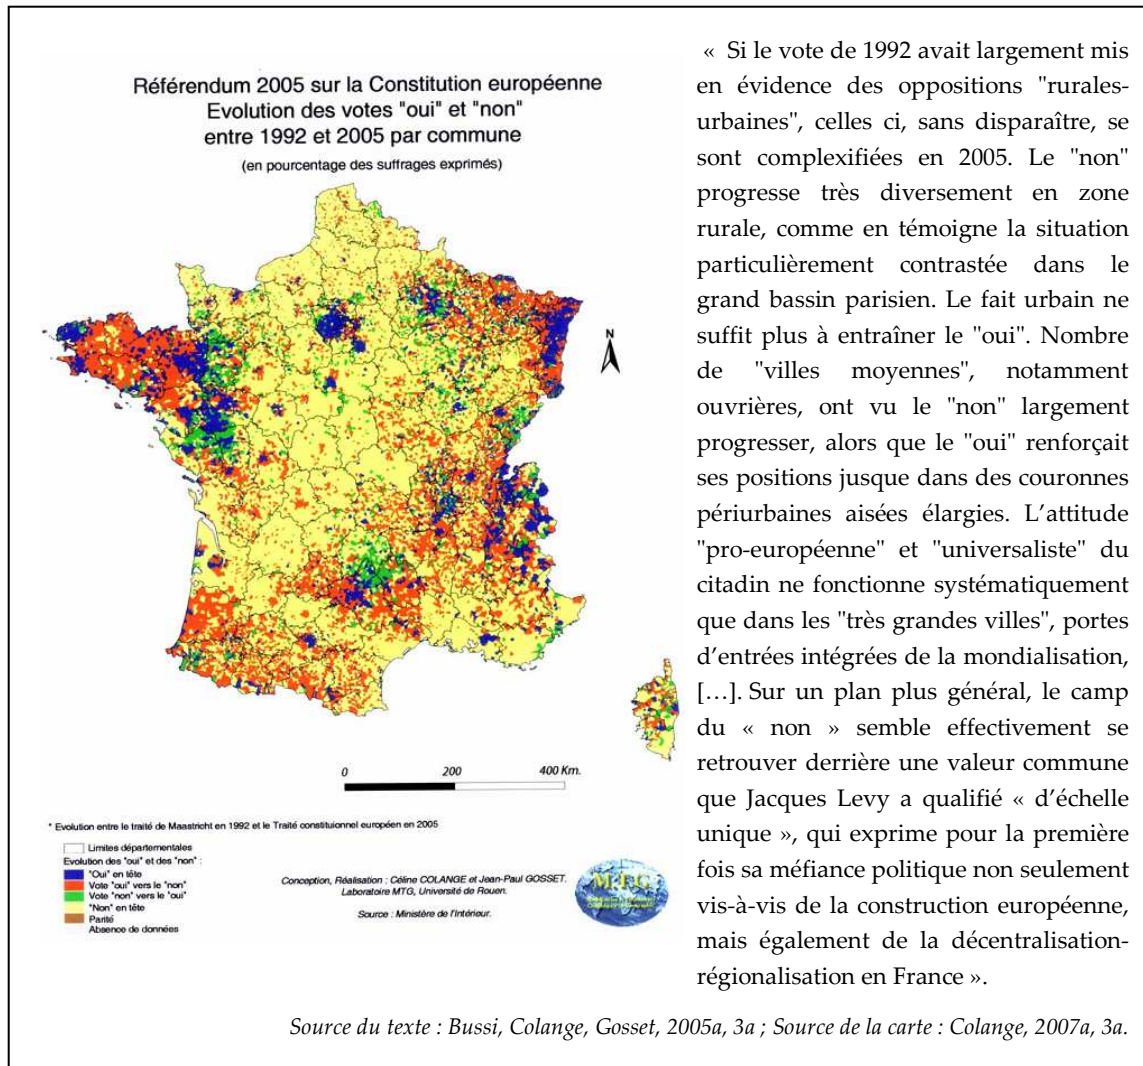 Référendum 2005 sur la Constitution européenne
Evolution des votes "oui" et "non"
entre 1992 et 2005 par commune
(en pourcentage des suffrages exprimés)
N
0 200 400 Km.
* Evolution entre le traité de Maastricht en 1992 et le Traité constituionnel européen en 2005
Limites départementales
Evolution des "oui" et des "non" :
"Oui" en tête
Vote "oui" vers le "non"
Vote "non" vers le "oui"
"Non" en tête
Parité
Absence de données
Conception, Réalisation : Céline COLANGE et Jean-Paul GOSSET.
Laboratoire MTG, Université de Rouen.
Source : Ministère de l'Intérieur.
M.T.G.
« Si le vote de 1992 avait largement mis
en évidence des oppositions "rurales-
urbaines", celles ci, sans disparaître, se
sont complexifiées en 2005. Le "non"
progresse très diversement en zone
rurale, comme en témoigne la situation
particulièrement contrastée dans le
grand bassin parisien. Le fait urbain ne
suffit plus à entraîner le "oui". Nombre
de "villes moyennes", notamment
ouvrières, ont vu le "non" largement
progresser, alors que le "oui" renforçait
ses positions jusque dans des couronnes
périurbaines aisées élargies. L'attitude
"pro-européenne" et "universaliste" du
citadin ne fonctionne systématiquement
que dans les "très grandes villes", portes
d'entrées intégrées de la mondialisation,
[…]. Sur un plan plus général, le camp
du « non » semble effectivement se
retrouver derrière une valeur commune
que Jacques Levy a qualifié « d'échelle
unique », qui exprime pour la première
fois sa méfiance politique non seulement
vis-à-vis de la construction européenne,
mais également de la décentralisation-
régionalisation en France ».
Source du texte : Bussi, Colange, Gosset, 2005a, 3a ; Source de la carte : Colange, 2007a, 3a.